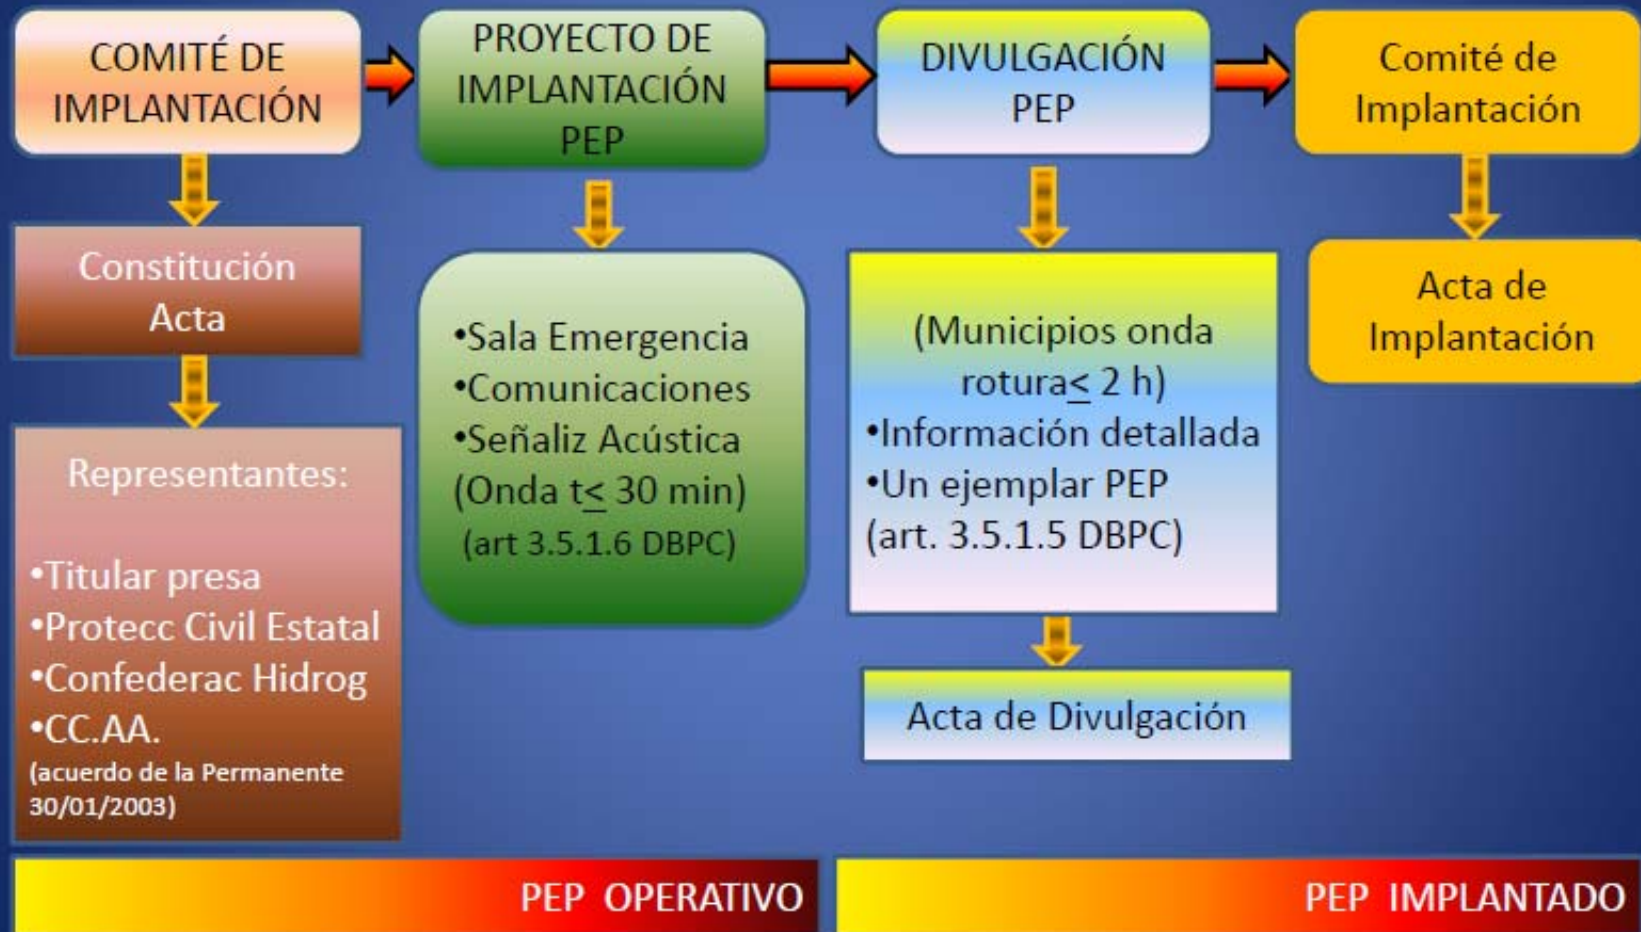 COMITÉ DE
IMPLANTACIÓN
PROYECTO DE
IMPLANTACIÓN
PEP
DIVULGACIÓN
PEP
Comité de
Implantación
Constitución
Acta
Representantes:
•Titular presa
•Protecc Civil Estatal
•Confederac Hidrog
•CC.AA.
(acuerdo de la Permanente
30/01/2003)
•Sala Emergencia
•Comunicaciones
•Señaliz Acústica
(Onda t≤ 30 min)
(art 3.5.1.6 DBPC)
(Municipios onda
rotura≤ 2 h)
•Información detallada
•Un ejemplar PEP
(art. 3.5.1.5 DBPC)
Acta de Divulgación
Acta de
Implantación
PEP OPERATIVO
PEP IMPLANTADO